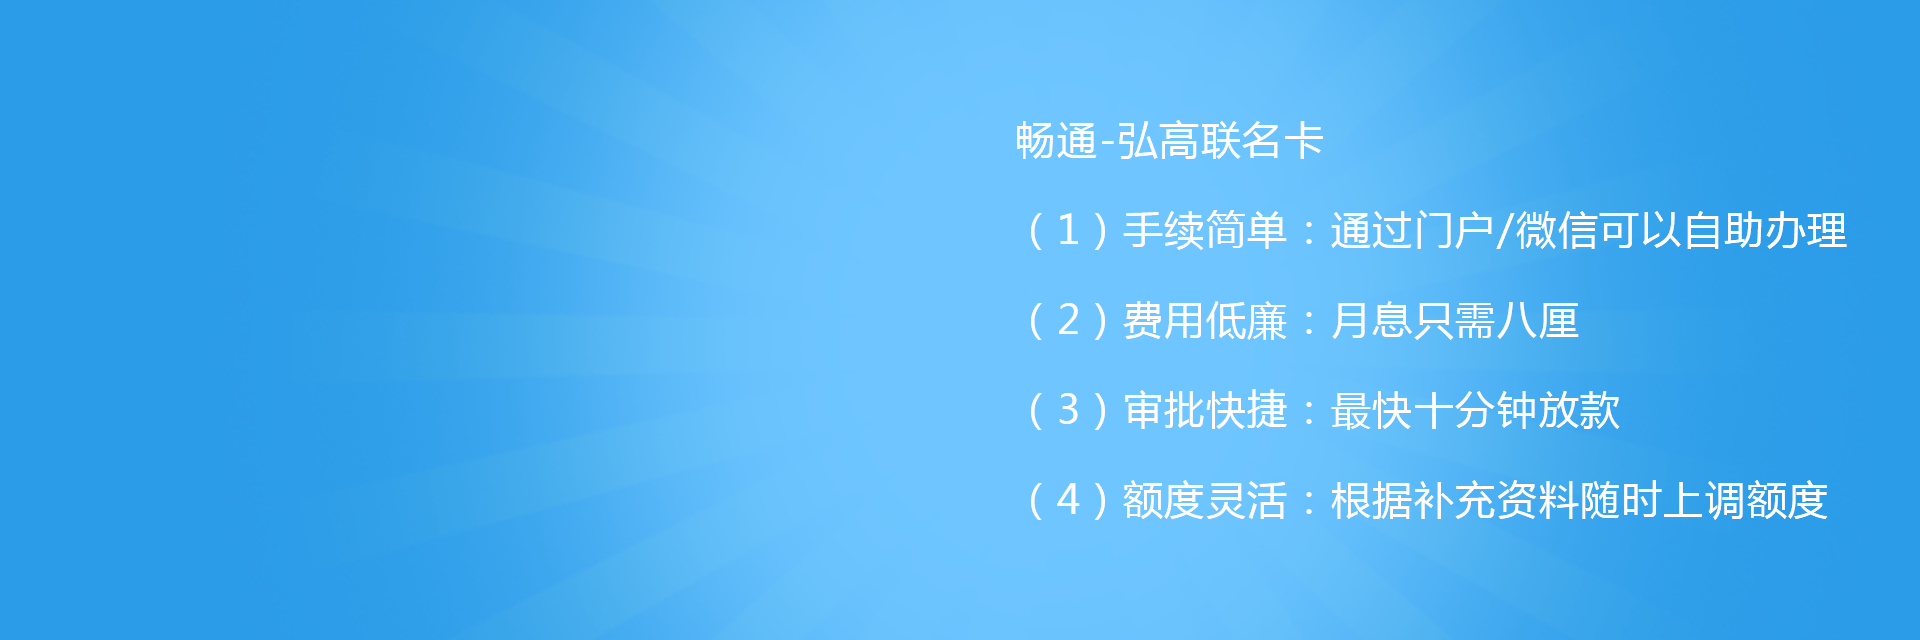 畅通-弘高联名卡
（1）手续简单：通过门户/微信可以自助办理
（2）费用低廉：月息只需八厘
（3）审批快捷：最快十分钟放款
（4）额度灵活：根据补充资料随时上调额度